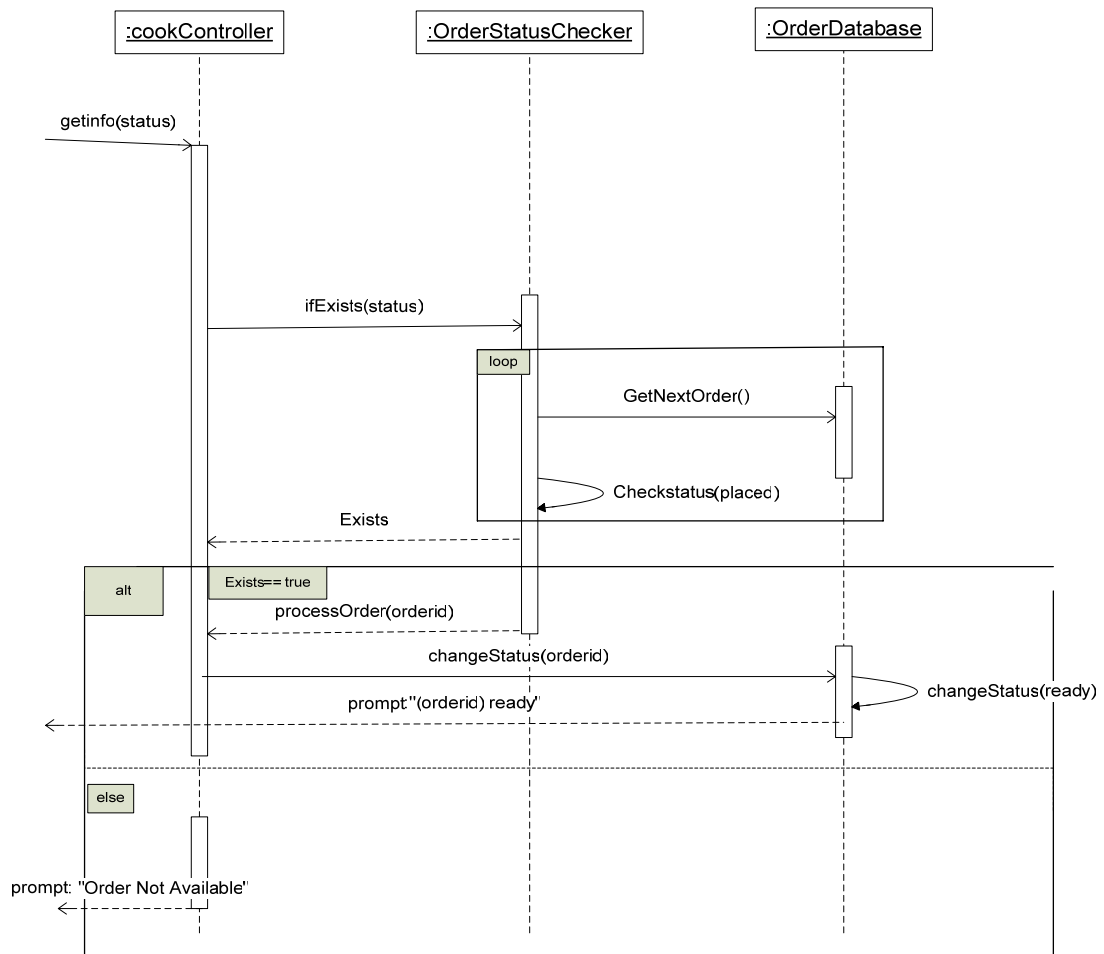 :cookController
:OrderStatusChecker
:OrderDatabase
getinfo(status)
ifExists(status)
loop
GetNextOrder()
Checkstatus(placed)
Exists
alt
Exists== true
processOrder(orderid)
changeStatus(orderid)
changeStatus(ready)
prompt:"(orderid) ready"
else
prompt: "Order Not Available"